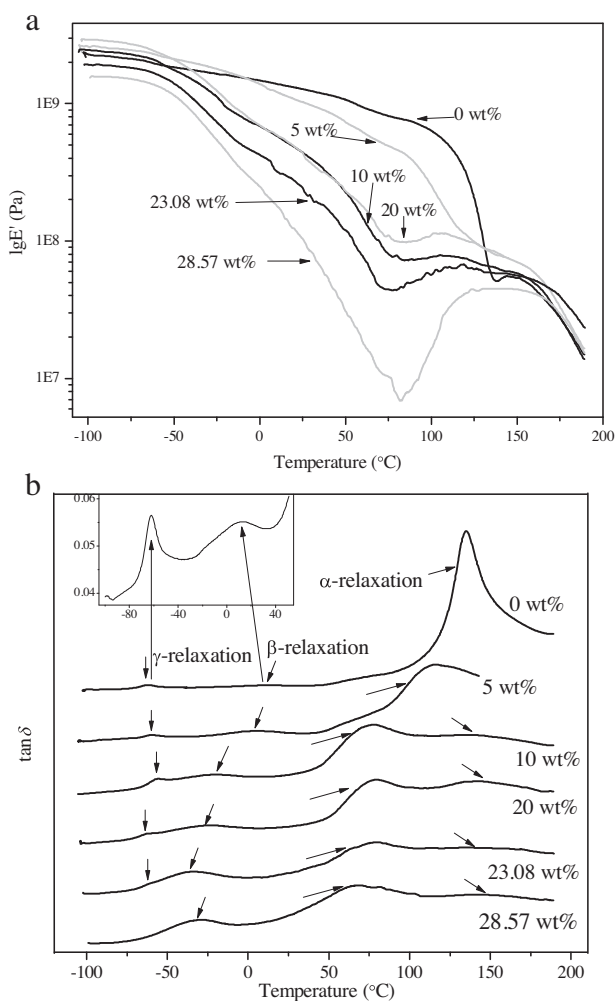 a
1E9
1E8
1E7
lgE' (Pa)
0 wt%
5 wt%
10 wt%
20 wt%
23.08 wt%
28.57 wt%
-100 -50 0 50 100 150 200
Temperature (°C)
b
0.06
0.05
0.04
-80 -40 0 40
α-relaxation
0 wt%
γ-relaxation
β-relaxation
5 wt%
10 wt%
20 wt%
23.08 wt%
28.57 wt%
tanδ
-100 -50 0 50 100 150 200
Temperature (°C)